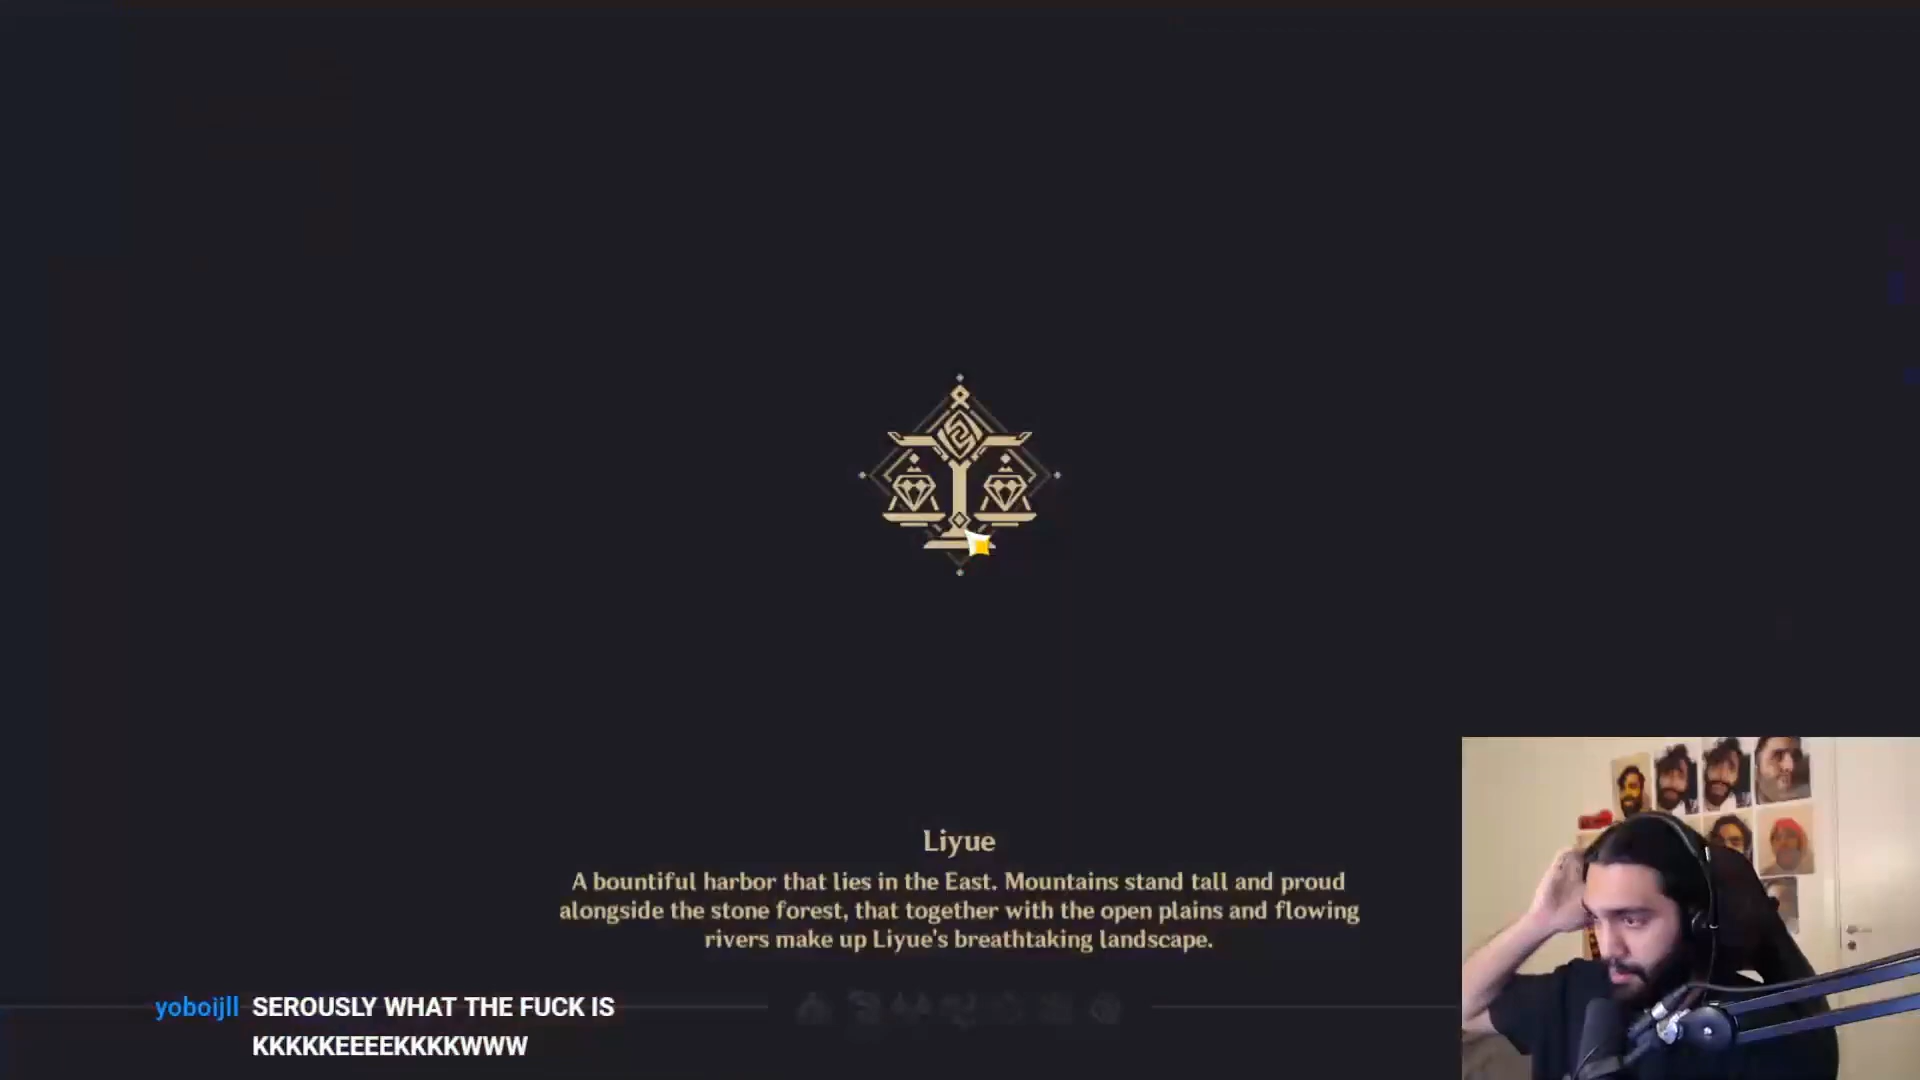 Liyue
A bountiful harbor that lies in the East. Mountains stand tall and proud
alongside the stone forest, that together with the open plains and flowing
rivers make up Liyue's breathtaking landscape.
yoboijll SEROUSLY WHAT THE FUCK IS
KKKKKEEEEKKKKWWW